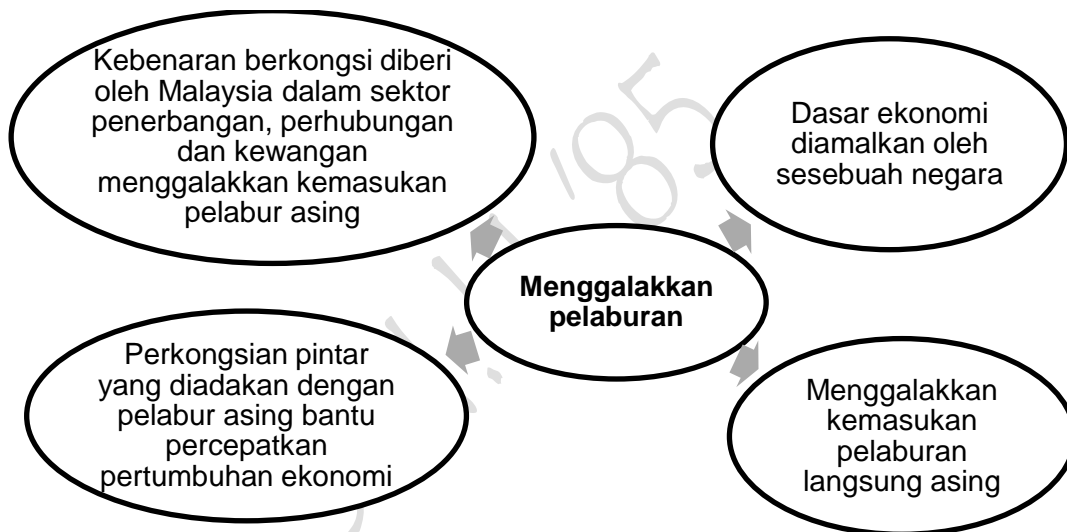 Kebenaran berkongsi diberi
oleh Malaysia dalam sektor
penerbangan, perhubungan
dan kewangan
menggalakkan kemasukan
pelabur asing
Dasar ekonomi
diamalkan oleh
sesebuah negara
Menggalakkan
pelaburan
Perkongsian pintar
yang diadakan dengan
pelabur asing bantu
percepatkan
pertumbuhan ekonomi
Menggalakkan
kemasukan
pelaburan
langsung asing